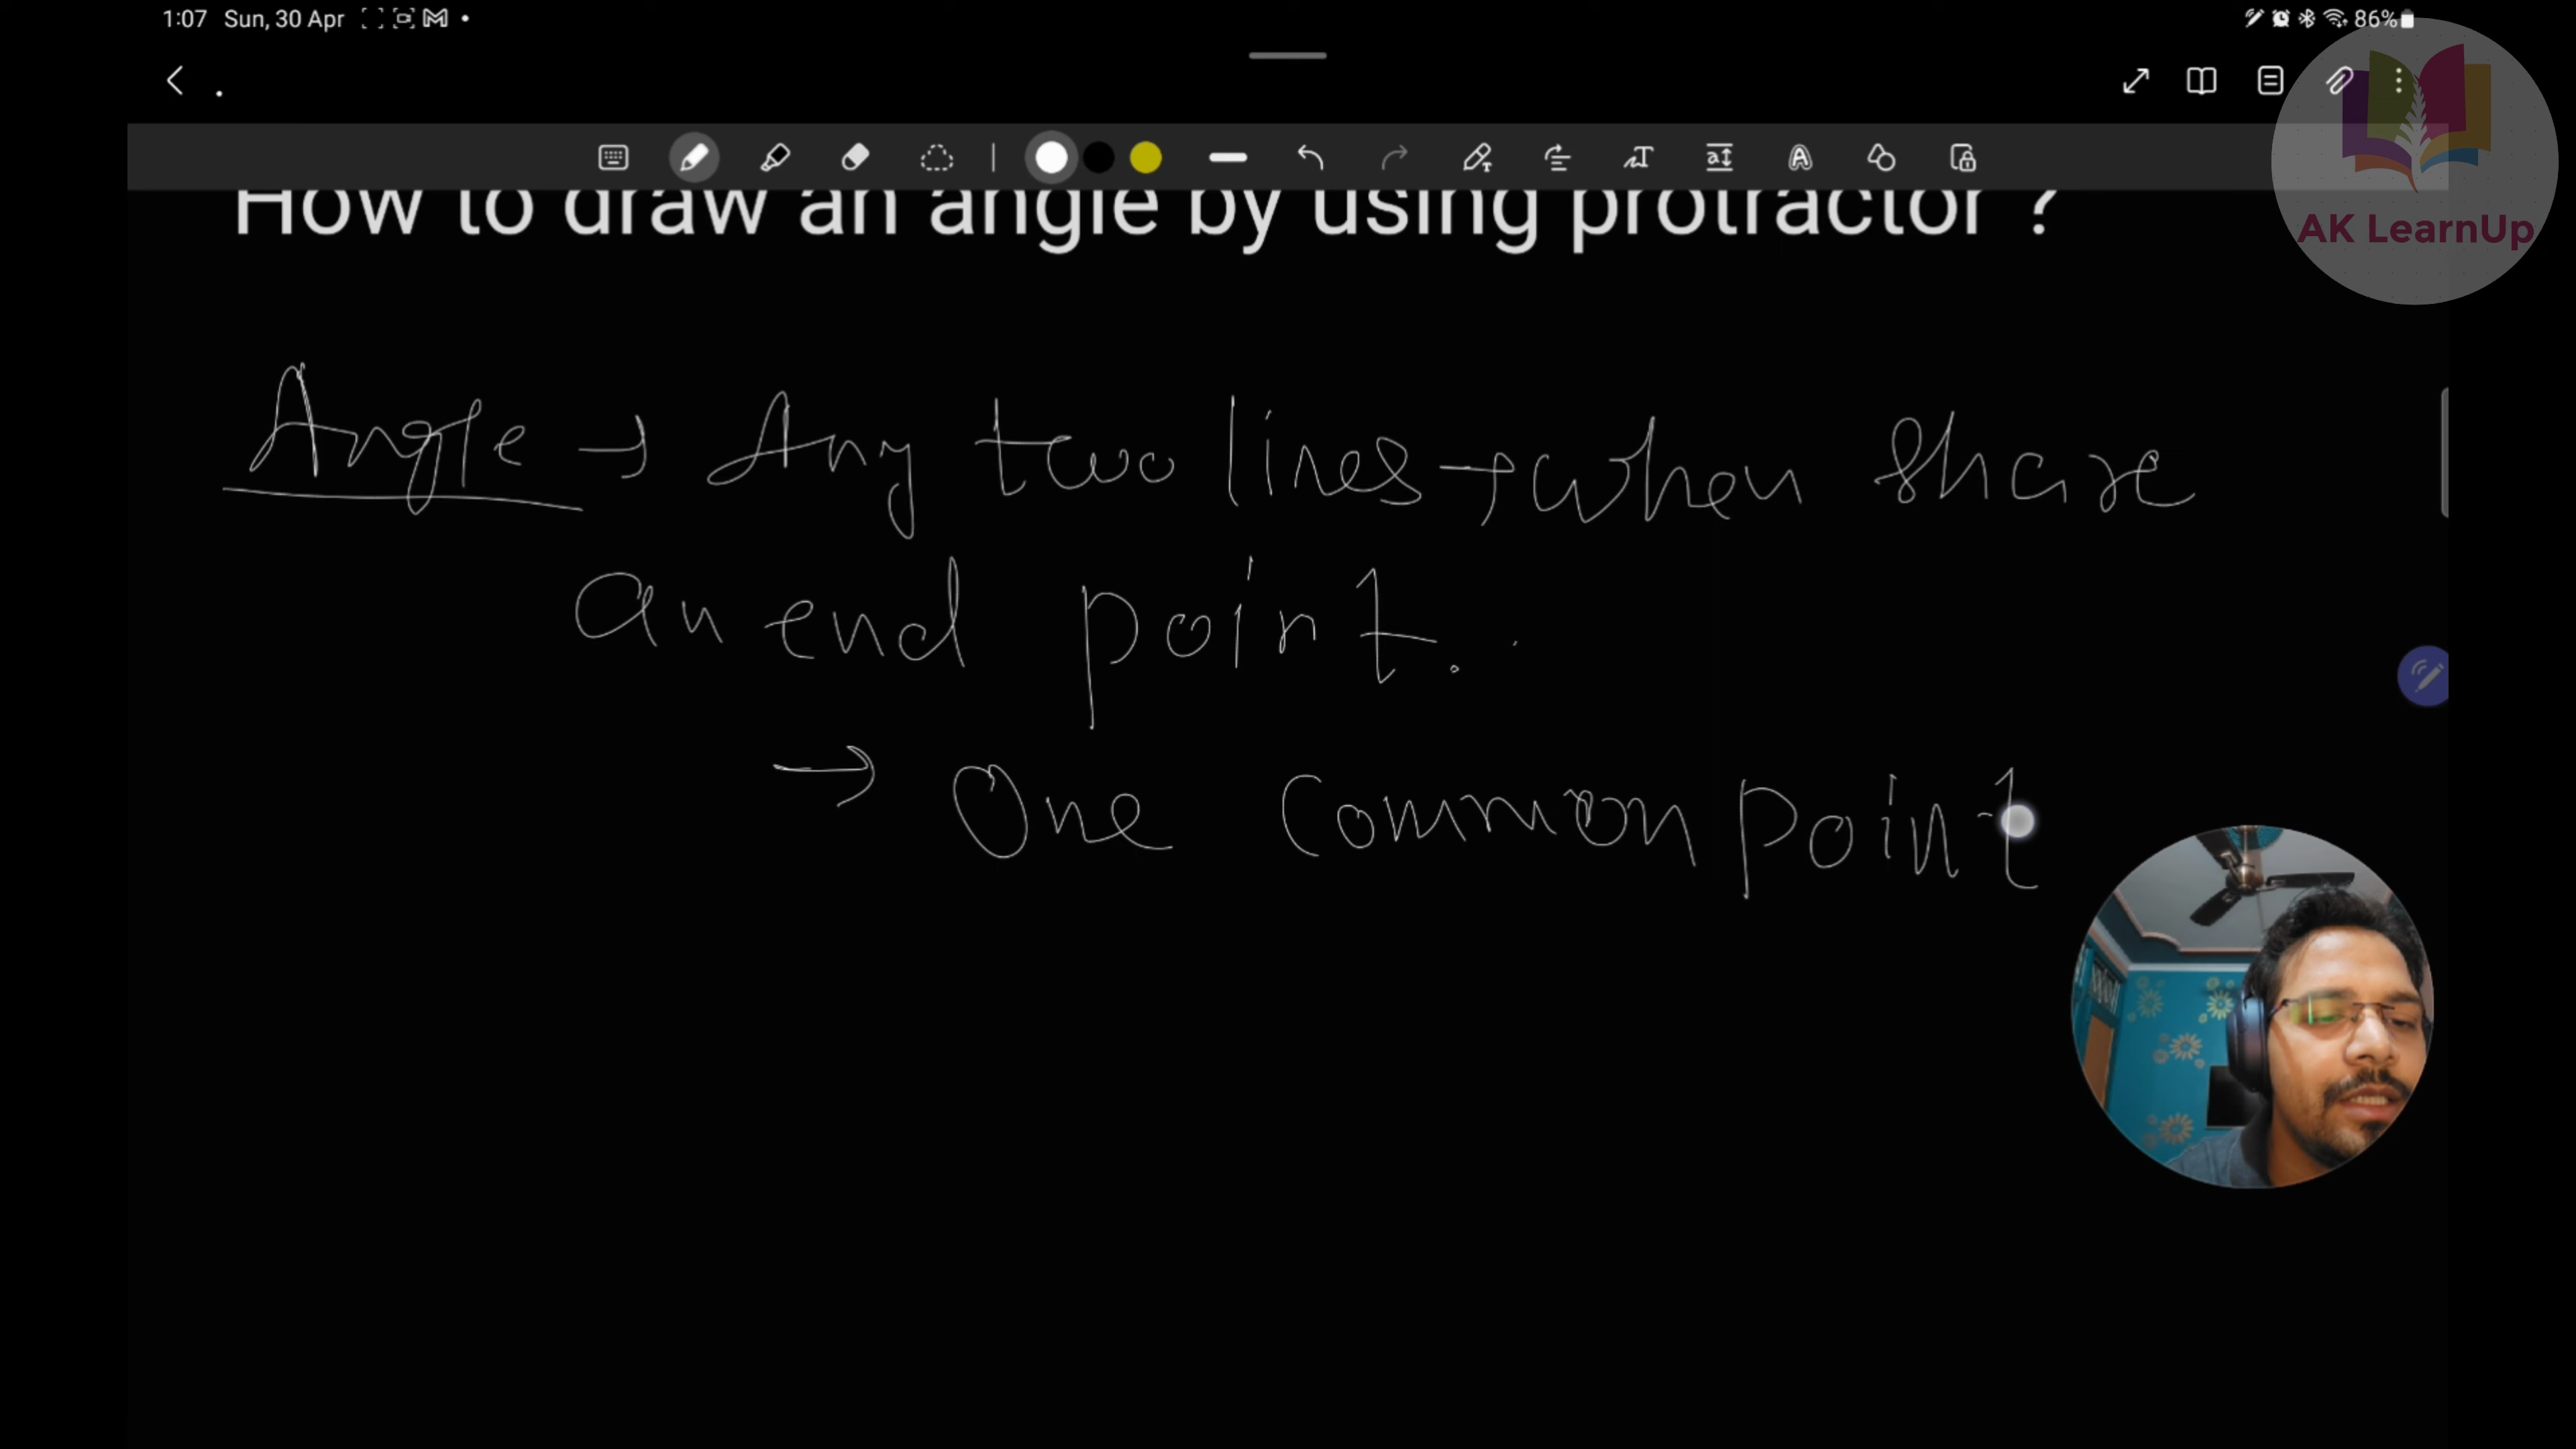 1:07 Sun, 30 Apr
86%
.
AK LearnUp
How to draw an angle by using protractor ?
Angle → Any two lines → when share
an end point.
→ One common point